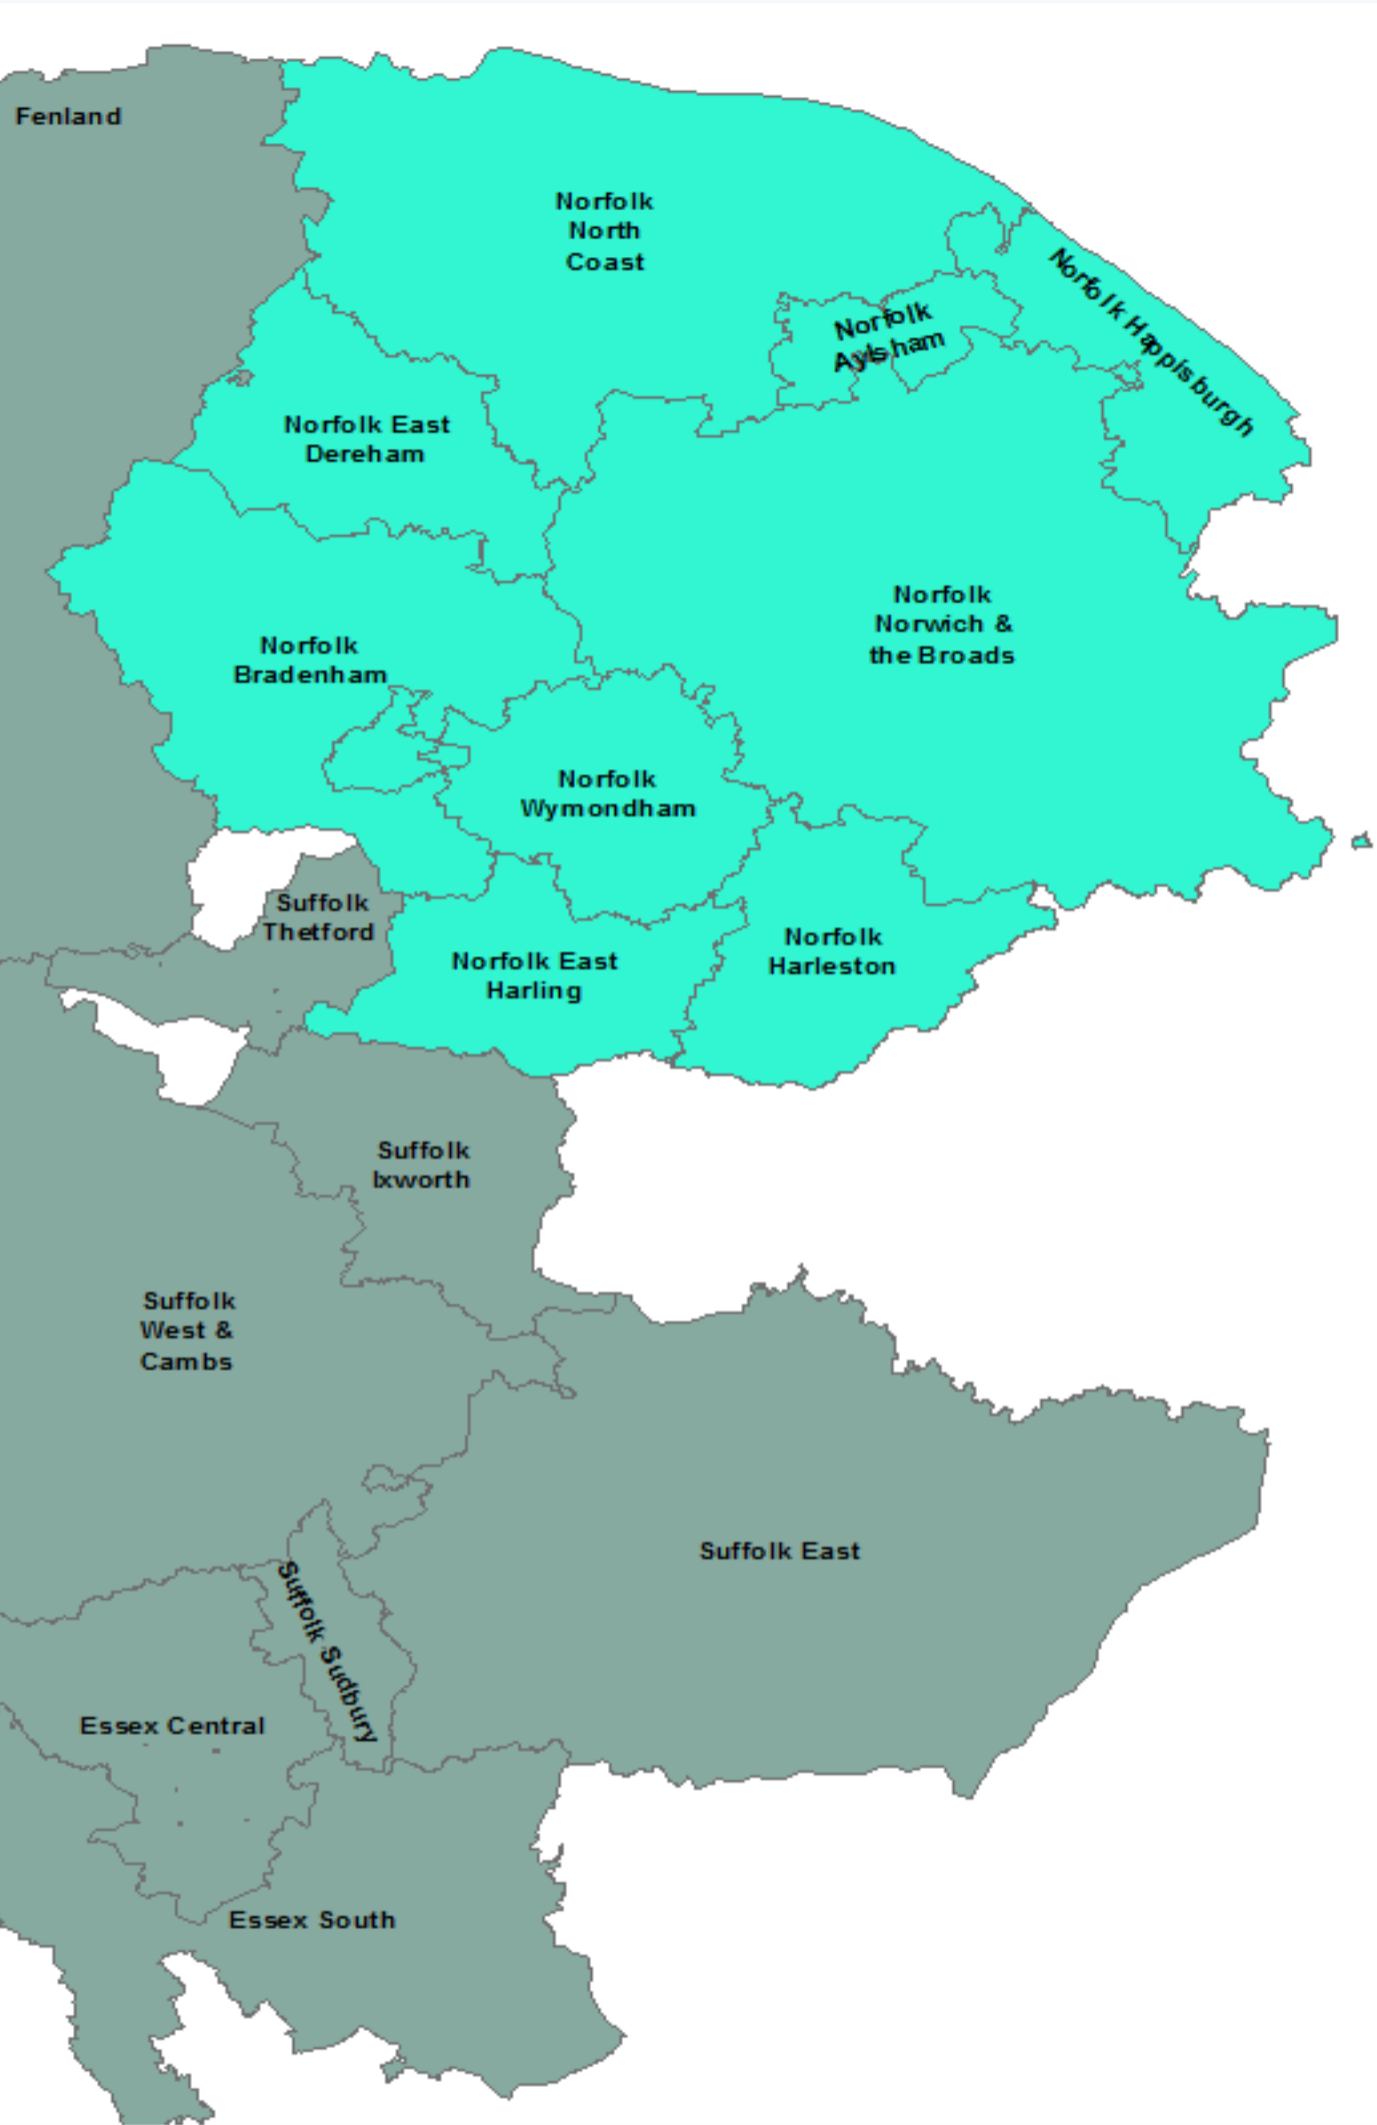 Fenland
Norfolk
North
Coast
Norfolk Happisburgh
Norfolk
Aylsham
Norfolk East
Dereham
Norfolk
Norwich &
the Broads
Norfolk
Bradenham
Norfolk
Wymondham
Suffolk
Thetford
Norfolk East
Harling
Norfolk
Harleston
Suffolk
Ixworth
Suffolk
West &
Cambs
Suffolk East
Suffolk Sudbury
Essex Central
Essex South